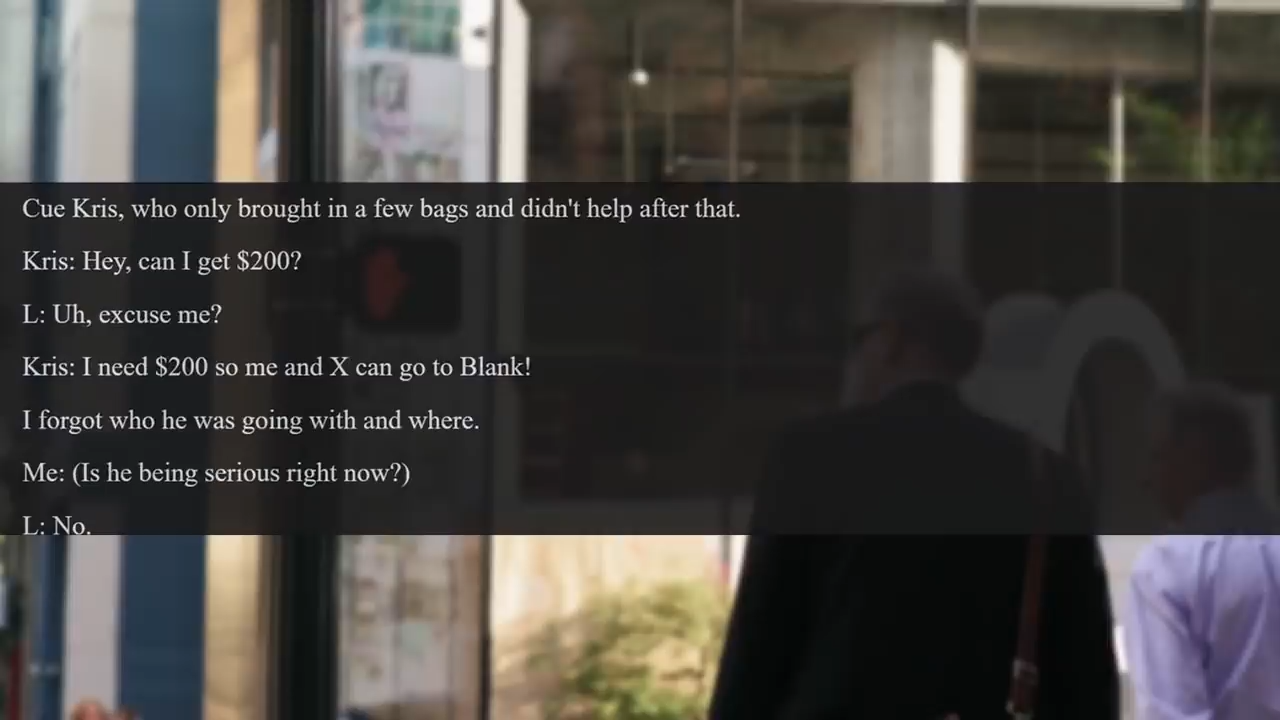 Cue Kris, who only brought in a few bags and didn't help after that.
Kris: Hey, can I get $200?
L: Uh, excuse me?
Kris: I need $200 so me and X can go to Blank!
I forgot who he was going with and where.
Me: (Is he being serious right now?)
L: No.